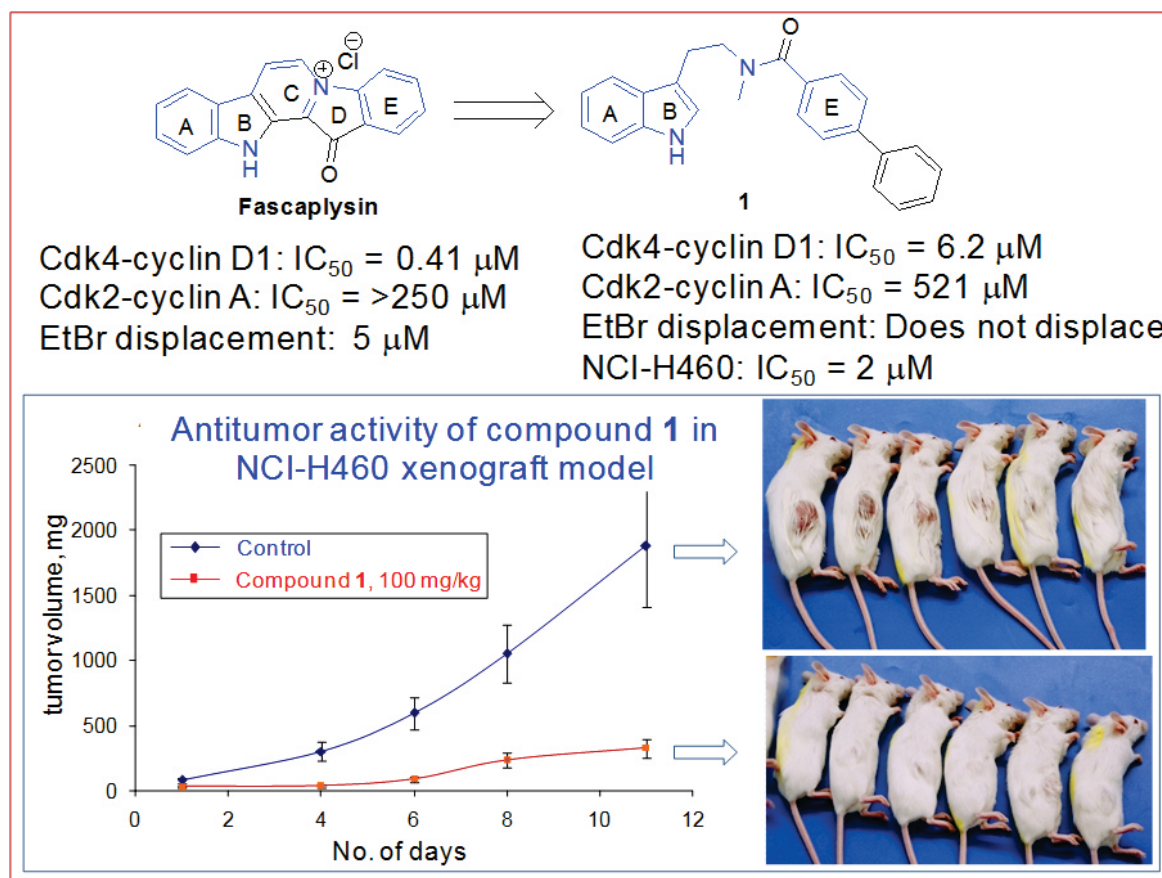 Cl
⊖
⊕
N
A
B
C
D
E
N
H
O
Fascaplysin
O
N
A
B
E
N
H
1
Cdk4-cyclin D1: IC50 = 0.41 μM
Cdk2-cyclin A: IC50 = >250 μM
EtBr displacement: 5 μM
Cdk4-cyclin D1: IC50 = 6.2 μM
Cdk2-cyclin A: IC50 = 521 μM
EtBr displacement: Does not displace
NCI-H460: IC50 = 2 μM
Antitumor activity of compound 1 in
NCI-H460 xenograft model
tumor volume, mg
2500
2000
1500
1000
500
0
Control
Compound 1, 100 mg/kg
0
2
4
6
8
10
12
No. of days